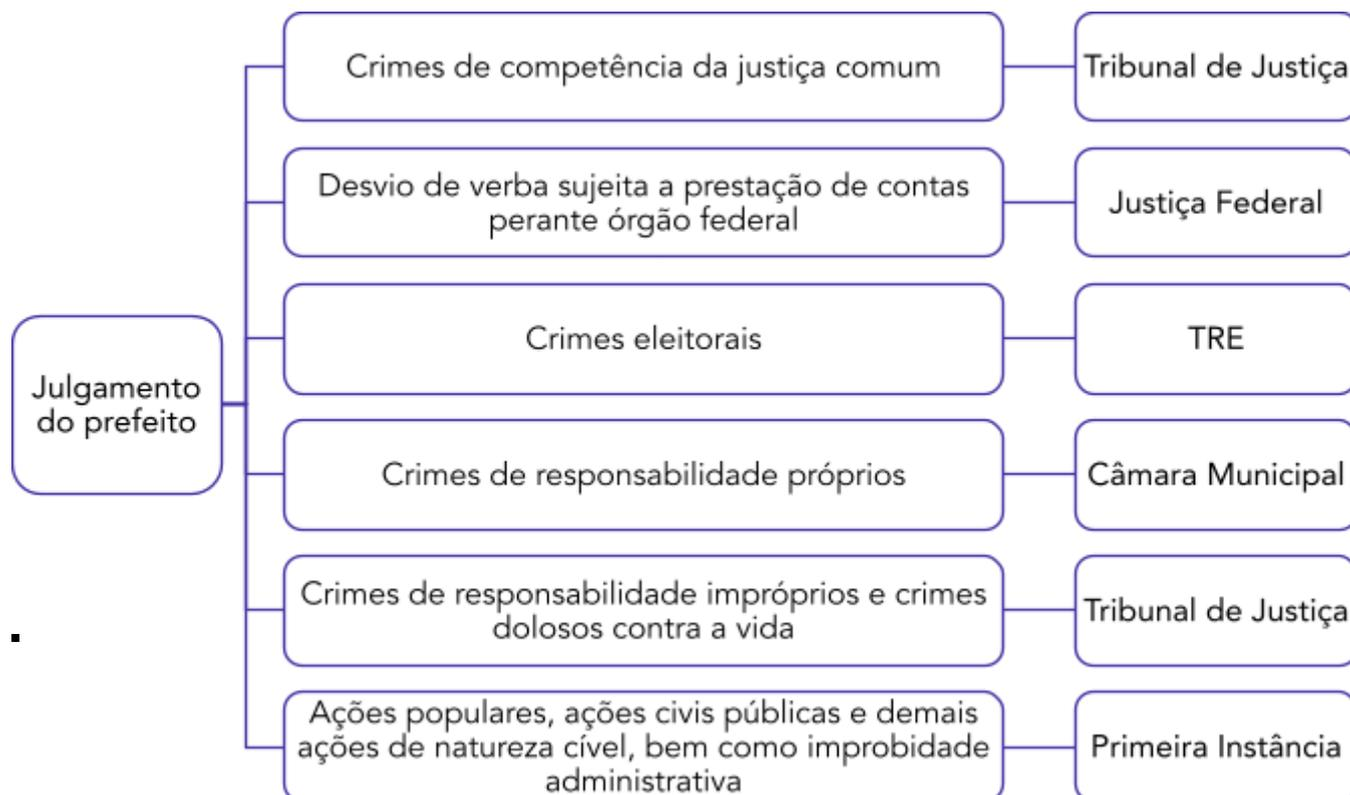 Crimes de competência da justiça comum
Tribunal de Justiça
Desvio de verba sujeita a prestação de contas
perante órgão federal
Justiça Federal
Crimes eleitorais
TRE
Julgamento
do prefeito
Crimes de responsabilidade próprios
Câmara Municipal
Crimes de responsabilidade impróprios e crimes
dolosos contra a vida
Tribunal de Justiça
Ações populares, ações civis públicas e demais
ações de natureza cível, bem como improbidade
administrativa
Primeira Instância